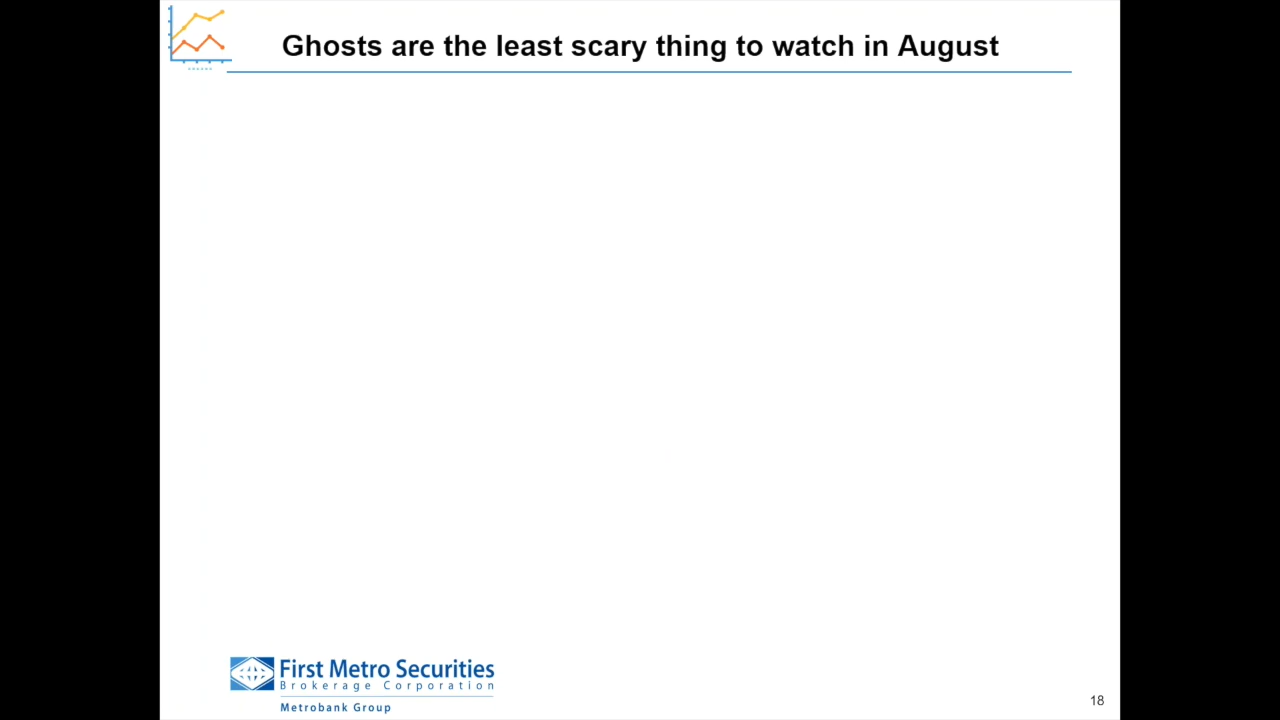 Ghosts are the least scary thing to watch in August
First Metro Securities
Brokerage Corporation
Metrobank Group
18